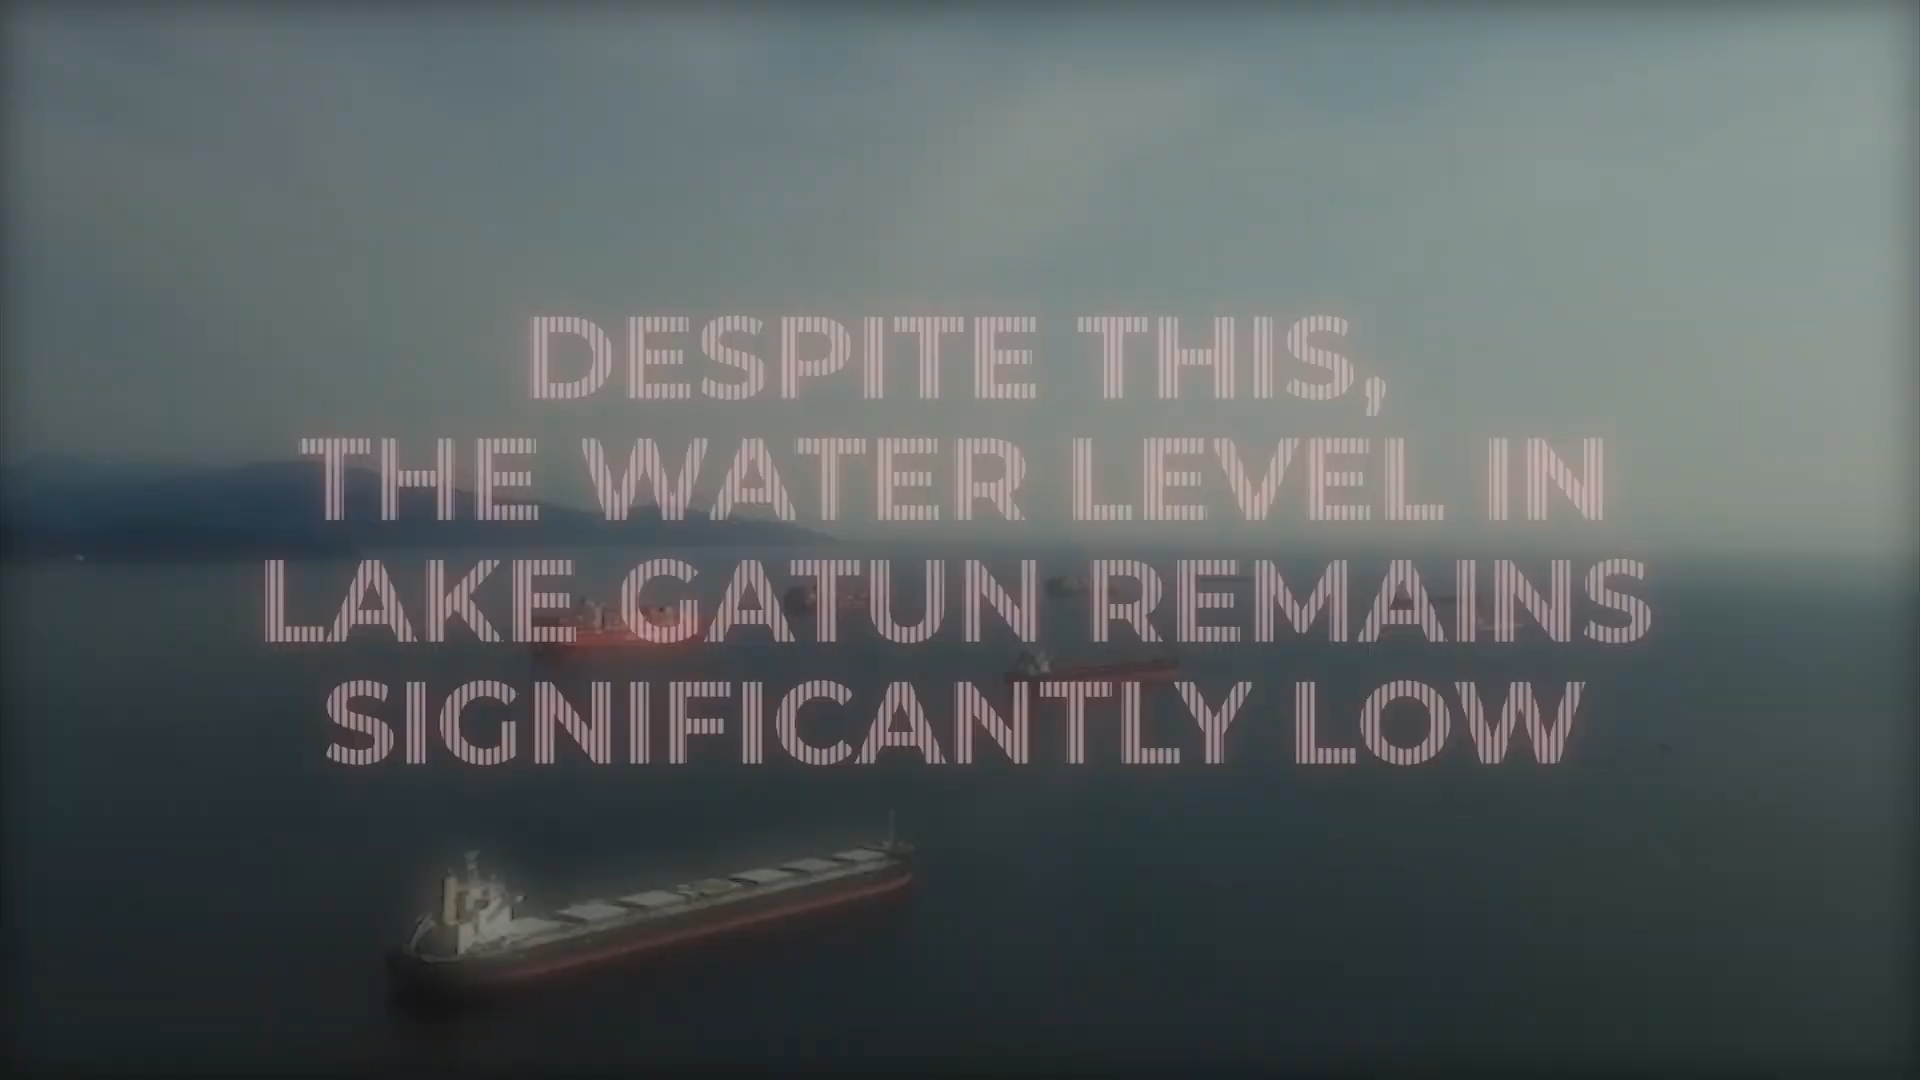 DESPITE THIS,
THE WATER LEVEL IN
LAKE GATUN REMAINS
SIGNIFICANTLY LOW